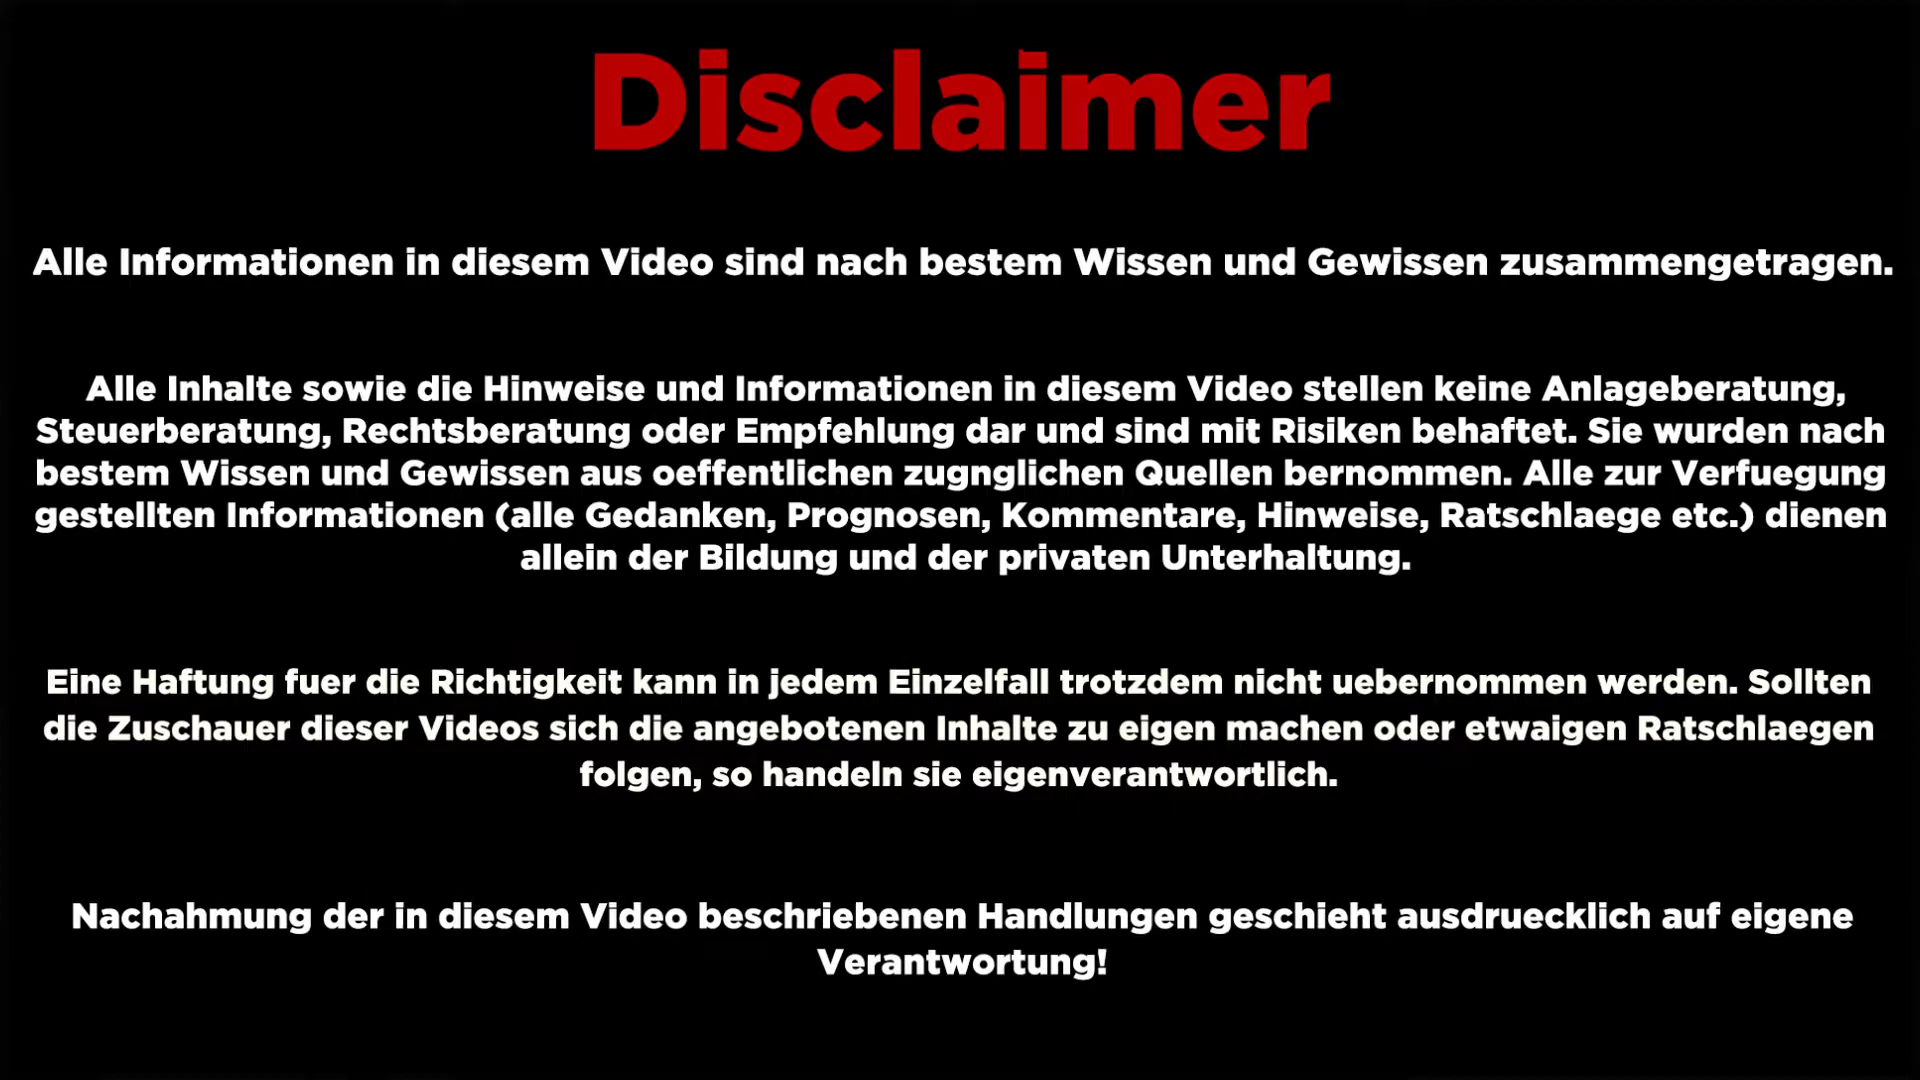 Disclaimer
Alle Informationen in diesem Video sind nach bestem Wissen und Gewissen zusammengetragen.
Alle Inhalte sowie die Hinweise und Informationen in diesem Video stellen keine Anlageberatung,
Steuerberatung, Rechtsberatung oder Empfehlung dar und sind mit Risiken behaftet. Sie wurden nach
bestem Wissen und Gewissen aus oeffentlichen zugnglichen Quellen bernommen. Alle zur Verfuegung
gestellten Informationen (alle Gedanken, Prognosen, Kommentare, Hinweise, Ratschlaege etc.) dienen
allein der Bildung und der privaten Unterhaltung.
Eine Haftung fuer die Richtigkeit kann in jedem Einzelfall trotzdem nicht uebernommen werden. Sollten
die Zuschauer dieser Videos sich die angebotenen Inhalte zu eigen machen oder etwaigen Ratschlaegen
folgen, so handeln sie eigenverantwortlich.
Nachahmung der in diesem Video beschriebenen Handlungen geschieht ausdruecklich auf eigene
Verantwortung!